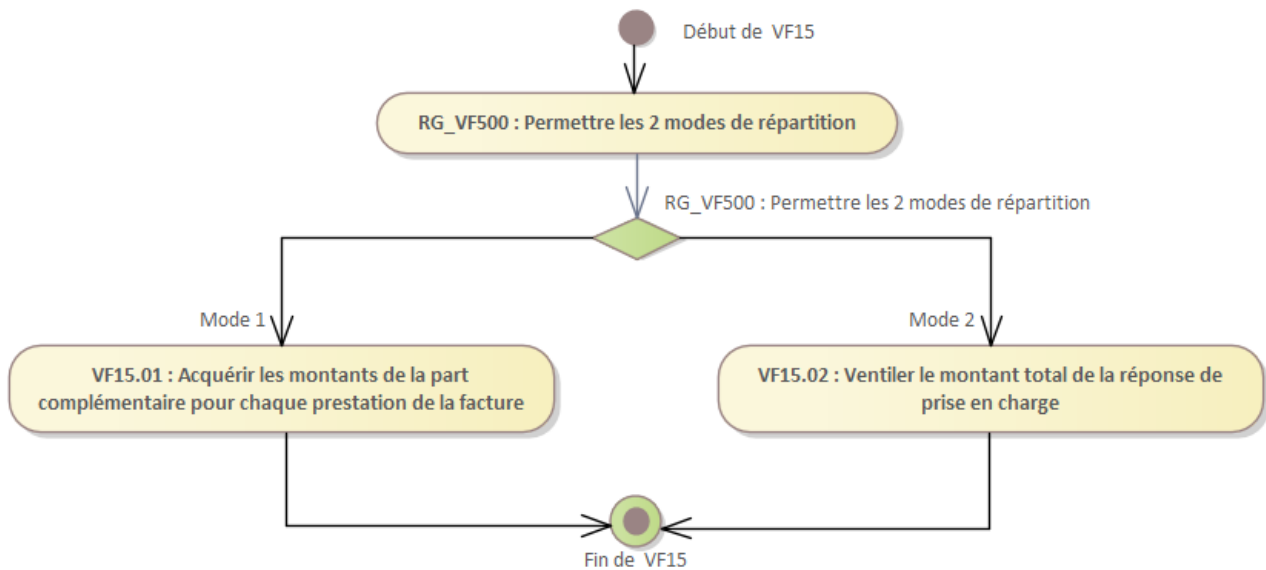 Début de VF15
RG_VF500 : Permettre les 2 modes de répartition
RG_VF500 : Permettre les 2 modes de répartition
Mode 1
Mode 2
VF15.01 : Acquérir les montants de la part
complémentaire pour chaque prestation de la facture
VF15.02 : Ventiler le montant total de la réponse de
prise en charge
Fin de VF15